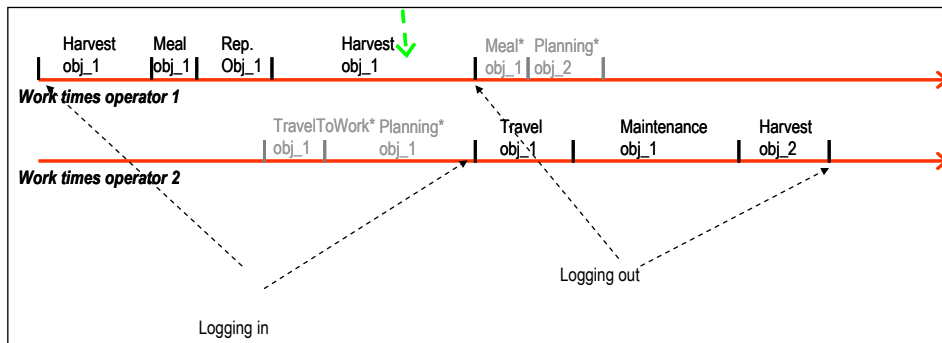 Harvest Meal Rep. Harvest Meal* Planning*
obj_1 obj_1 Obj_1 obj_1 obj_1 obj_2
Work times operator 1
TravelToWork* Planning* Travel Maintenance Harvest
obj_1 obj_1 obj_1 obj_1 obj_2
Work times operator 2
Logging out
Logging in